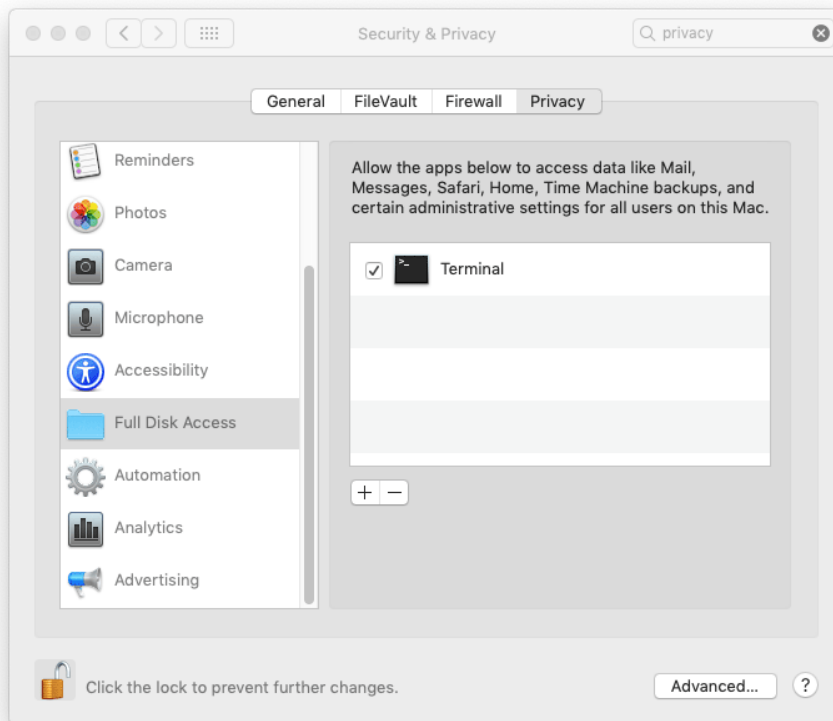 Security & Privacy
privacy
General FileVault Firewall Privacy
Reminders
Photos
Camera
Microphone
Accessibility
Full Disk Access
Automation
Analytics
Advertising
Allow the apps below to access data like Mail,
Messages, Safari, Home, Time Machine backups, and
certain administrative settings for all users on this Mac.
>_ Terminal
+ −
Click the lock to prevent further changes.
Advanced... ?